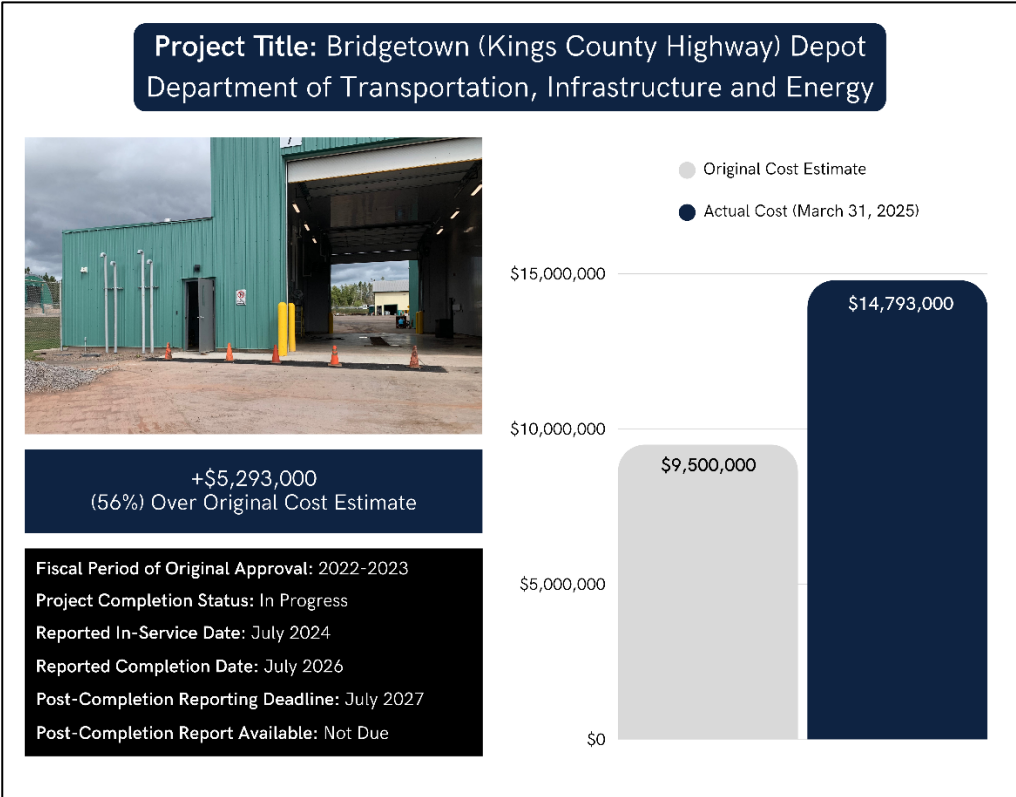 Project Title: Bridgetown (Kings County Highway) Depot
Department of Transportation, Infrastructure and Energy
+$5,293,000
(56%) Over Original Cost Estimate
Fiscal Period of Original Approval: 2022-2023
Project Completion Status: In Progress
Reported In-Service Date: July 2024
Reported Completion Date: July 2026
Post-Completion Reporting Deadline: July 2027
Post-Completion Report Available: Not Due
Original Cost Estimate
Actual Cost (March 31, 2025)
$15,000,000
$14,793,000
$10,000,000
$9,500,000
$5,000,000
$0